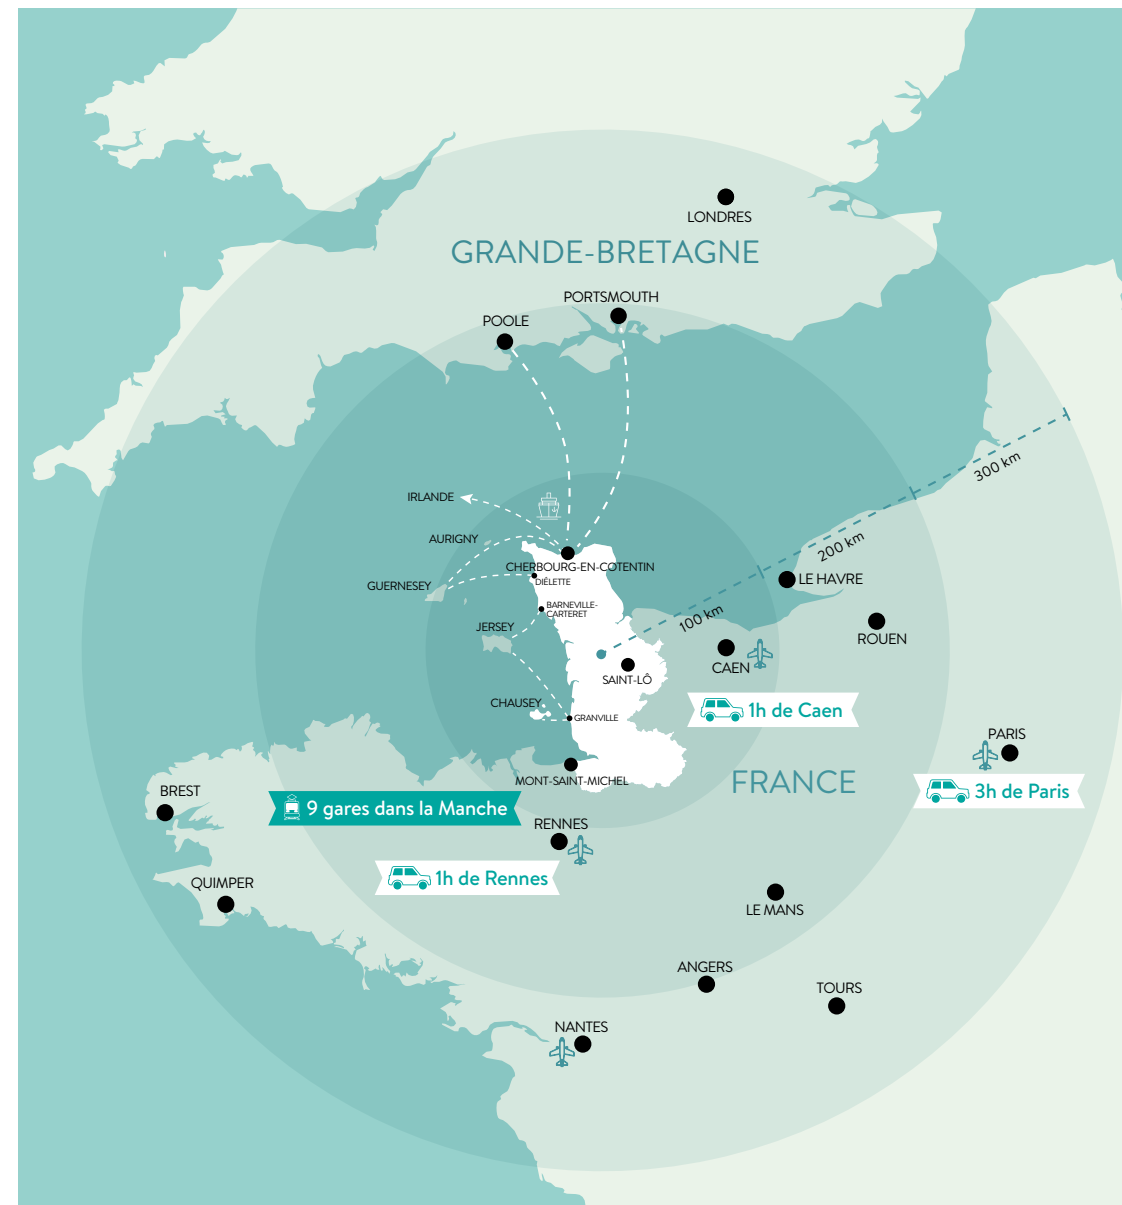 LONDRES
GRANDE-BRETAGNE
PORTSMOUTH
POOLE
300 km
IRLANDE
AURIGNY
200 km
CHERBOURG-EN-COTENTIN
DIÉLETTE
LE HAVRE
GUERNESEY
BARNEVILLE-
CARTERET
100 km
JERSEY
ROUEN
CAEN
SAINT-LÔ
CHAUSEY
1h de Caen
GRANVILLE
PARIS
MONT-SAINT-MICHEL
FRANCE
3h de Paris
BREST
9 gares dans la Manche
RENNES
1h de Rennes
QUIMPER
LE MANS
ANGERS
TOURS
NANTES